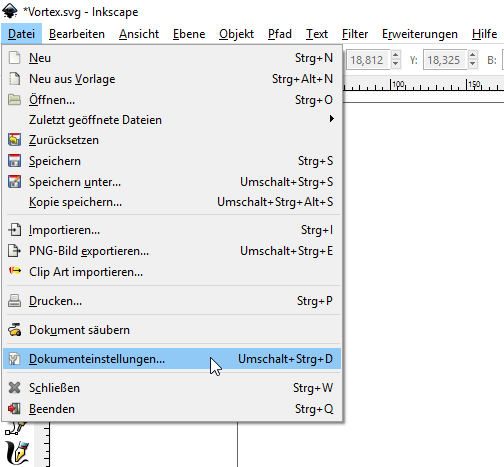 *Vortex.svg - Inkscape
Datei Bearbeiten Ansicht Ebene Objekt Pfad Text Filter Erweiterungen Hilfe
18,812 Y: 18,325 B:
100 150
Neu Strg+N
Neu aus Vorlage Strg+Alt+N
Öffnen... Strg+O
Zuletzt geöffnete Dateien
Zurücksetzen
Speichern Strg+S
Speichern unter... Umschalt+Strg+S
Kopie speichern... Umschalt+Strg+Alt+S
Importieren... Strg+I
PNG-Bild exportieren... Umschalt+Strg+E
Clip Art importieren...
Drucken... Strg+P
Dokument säubern
Dokumenteinstellungen... Umschalt+Strg+D
Schließen Strg+W
Beenden Strg+Q